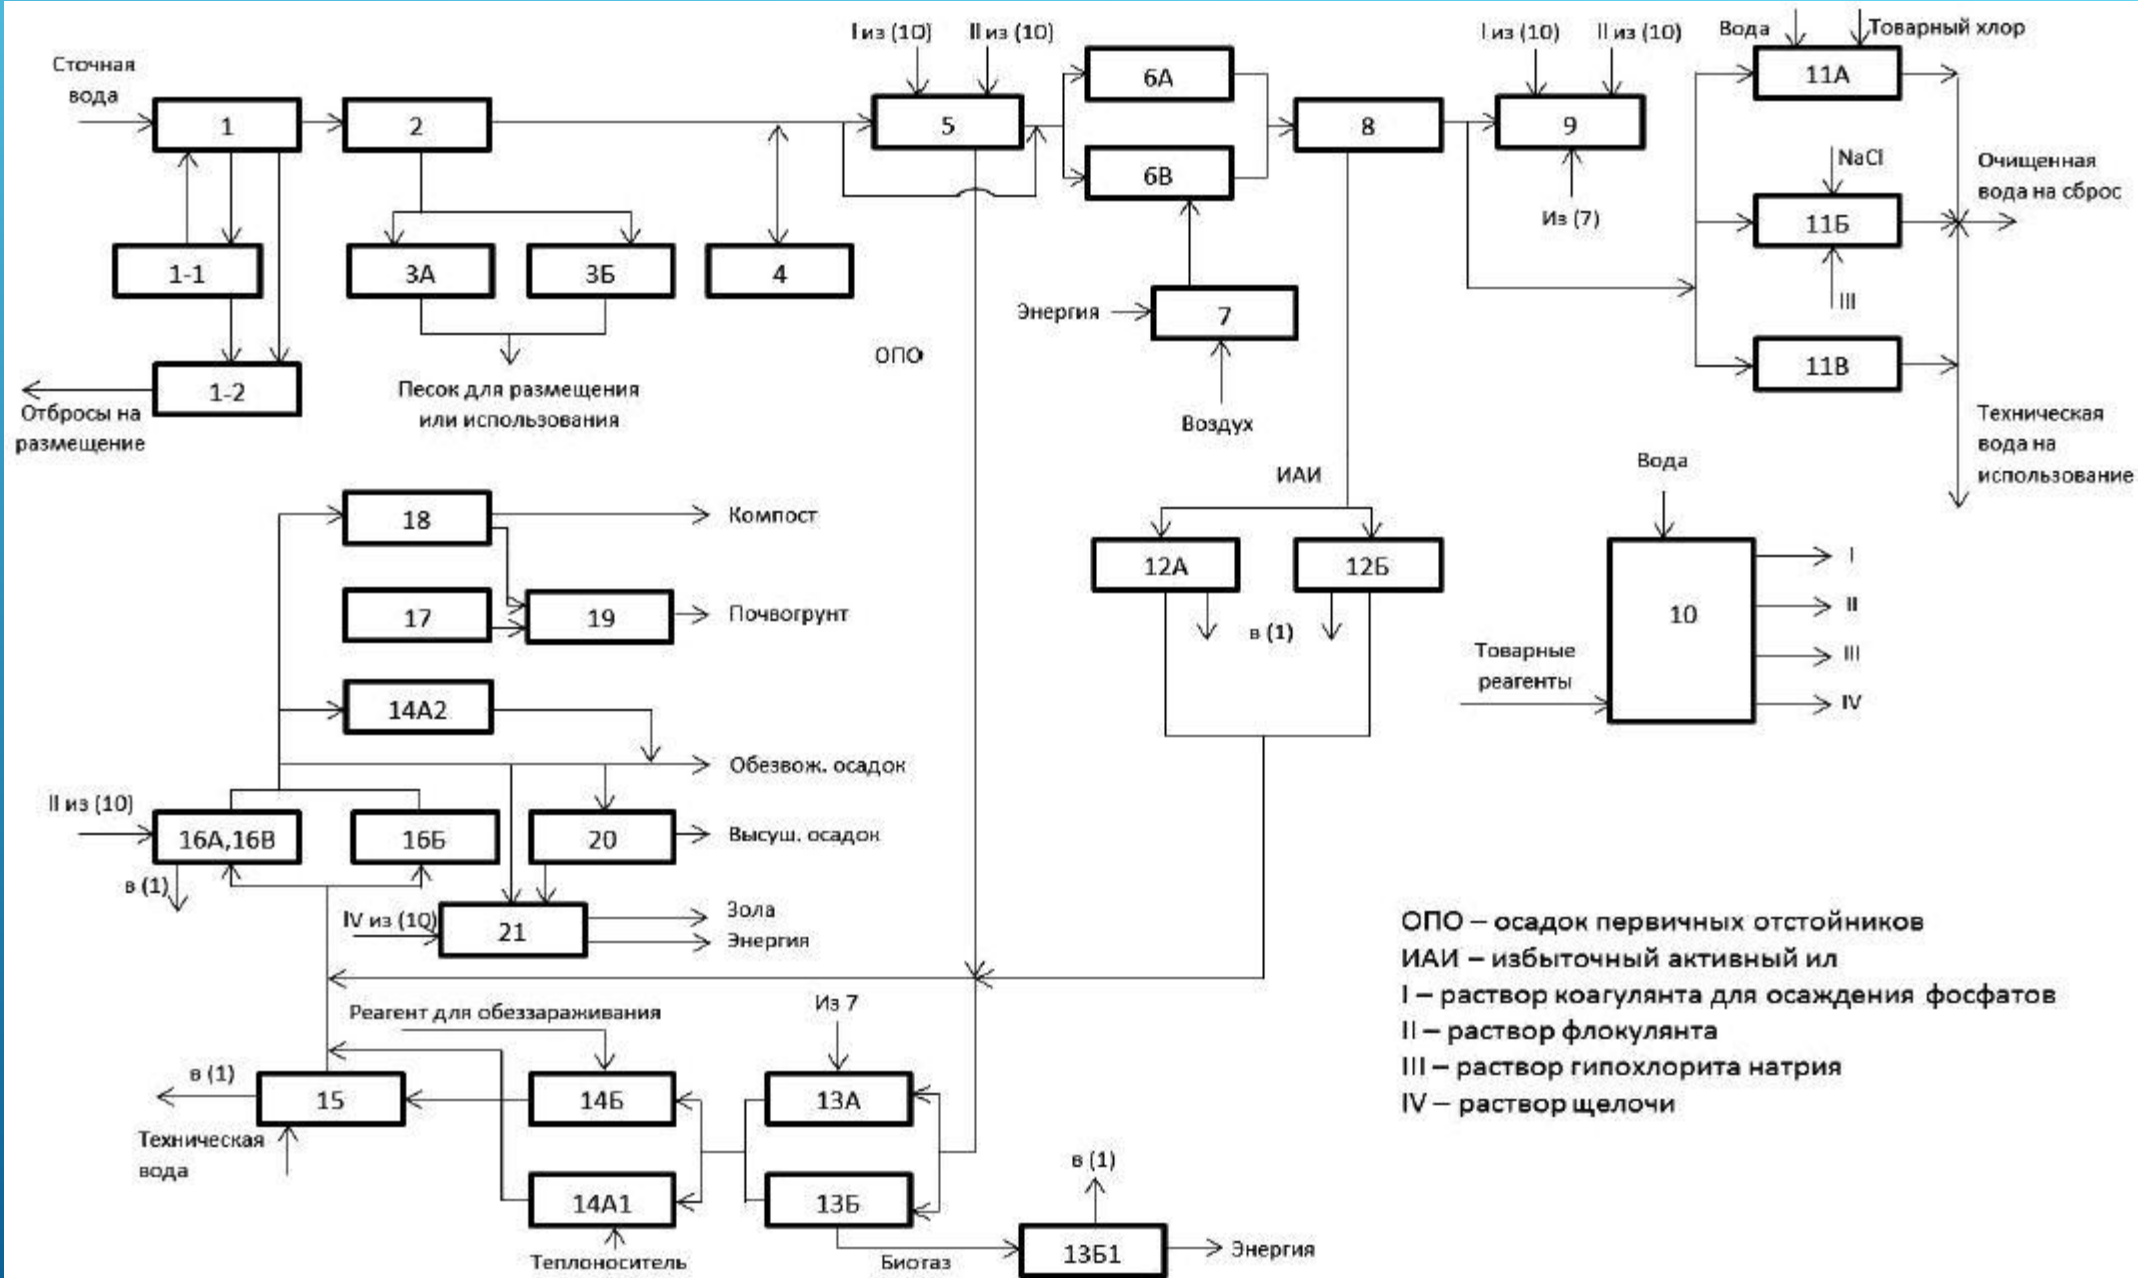 I из (10)
II из (10)
I из (10)
II из (10)
Вода
Товарный хлор
Сточная
вода
1
2
5
6А
6В
8
9
11А
NaCl
Очищенная
вода на сброс
Из (7)
11Б
III
1-1
3А
3Б
4
Энергия
7
ОПО
11В
1-2
Отбросы на
размещение
Песок для размещения
или использования
Воздух
Техническая
вода на
использование
ИАИ
Вода
18
Компост
12А
12Б
в (1)
10
I
II
III
IV
Товарные
реагенты
17
19
Почвогрунт
14А2
Обезвож. осадок
II из (10)
16А,16В
16Б
20
Высуш. осадок
в (1)
IV из (10)
21
Зола
Энергия
ОПО – осадок первичных отстойников
ИАИ – избыточный активный ил
I – раствор коагулянта для осаждения фосфатов
II – раствор флокулянта
III – раствор гипохлорита натрия
IV – раствор щелочи
Реагент для обеззараживания
Из 7
в (1)
15
14Б
13А
Техническая
вода
14А1
13Б
Теплоноситель
Биогаз
в (1)
13Б1
Энергия